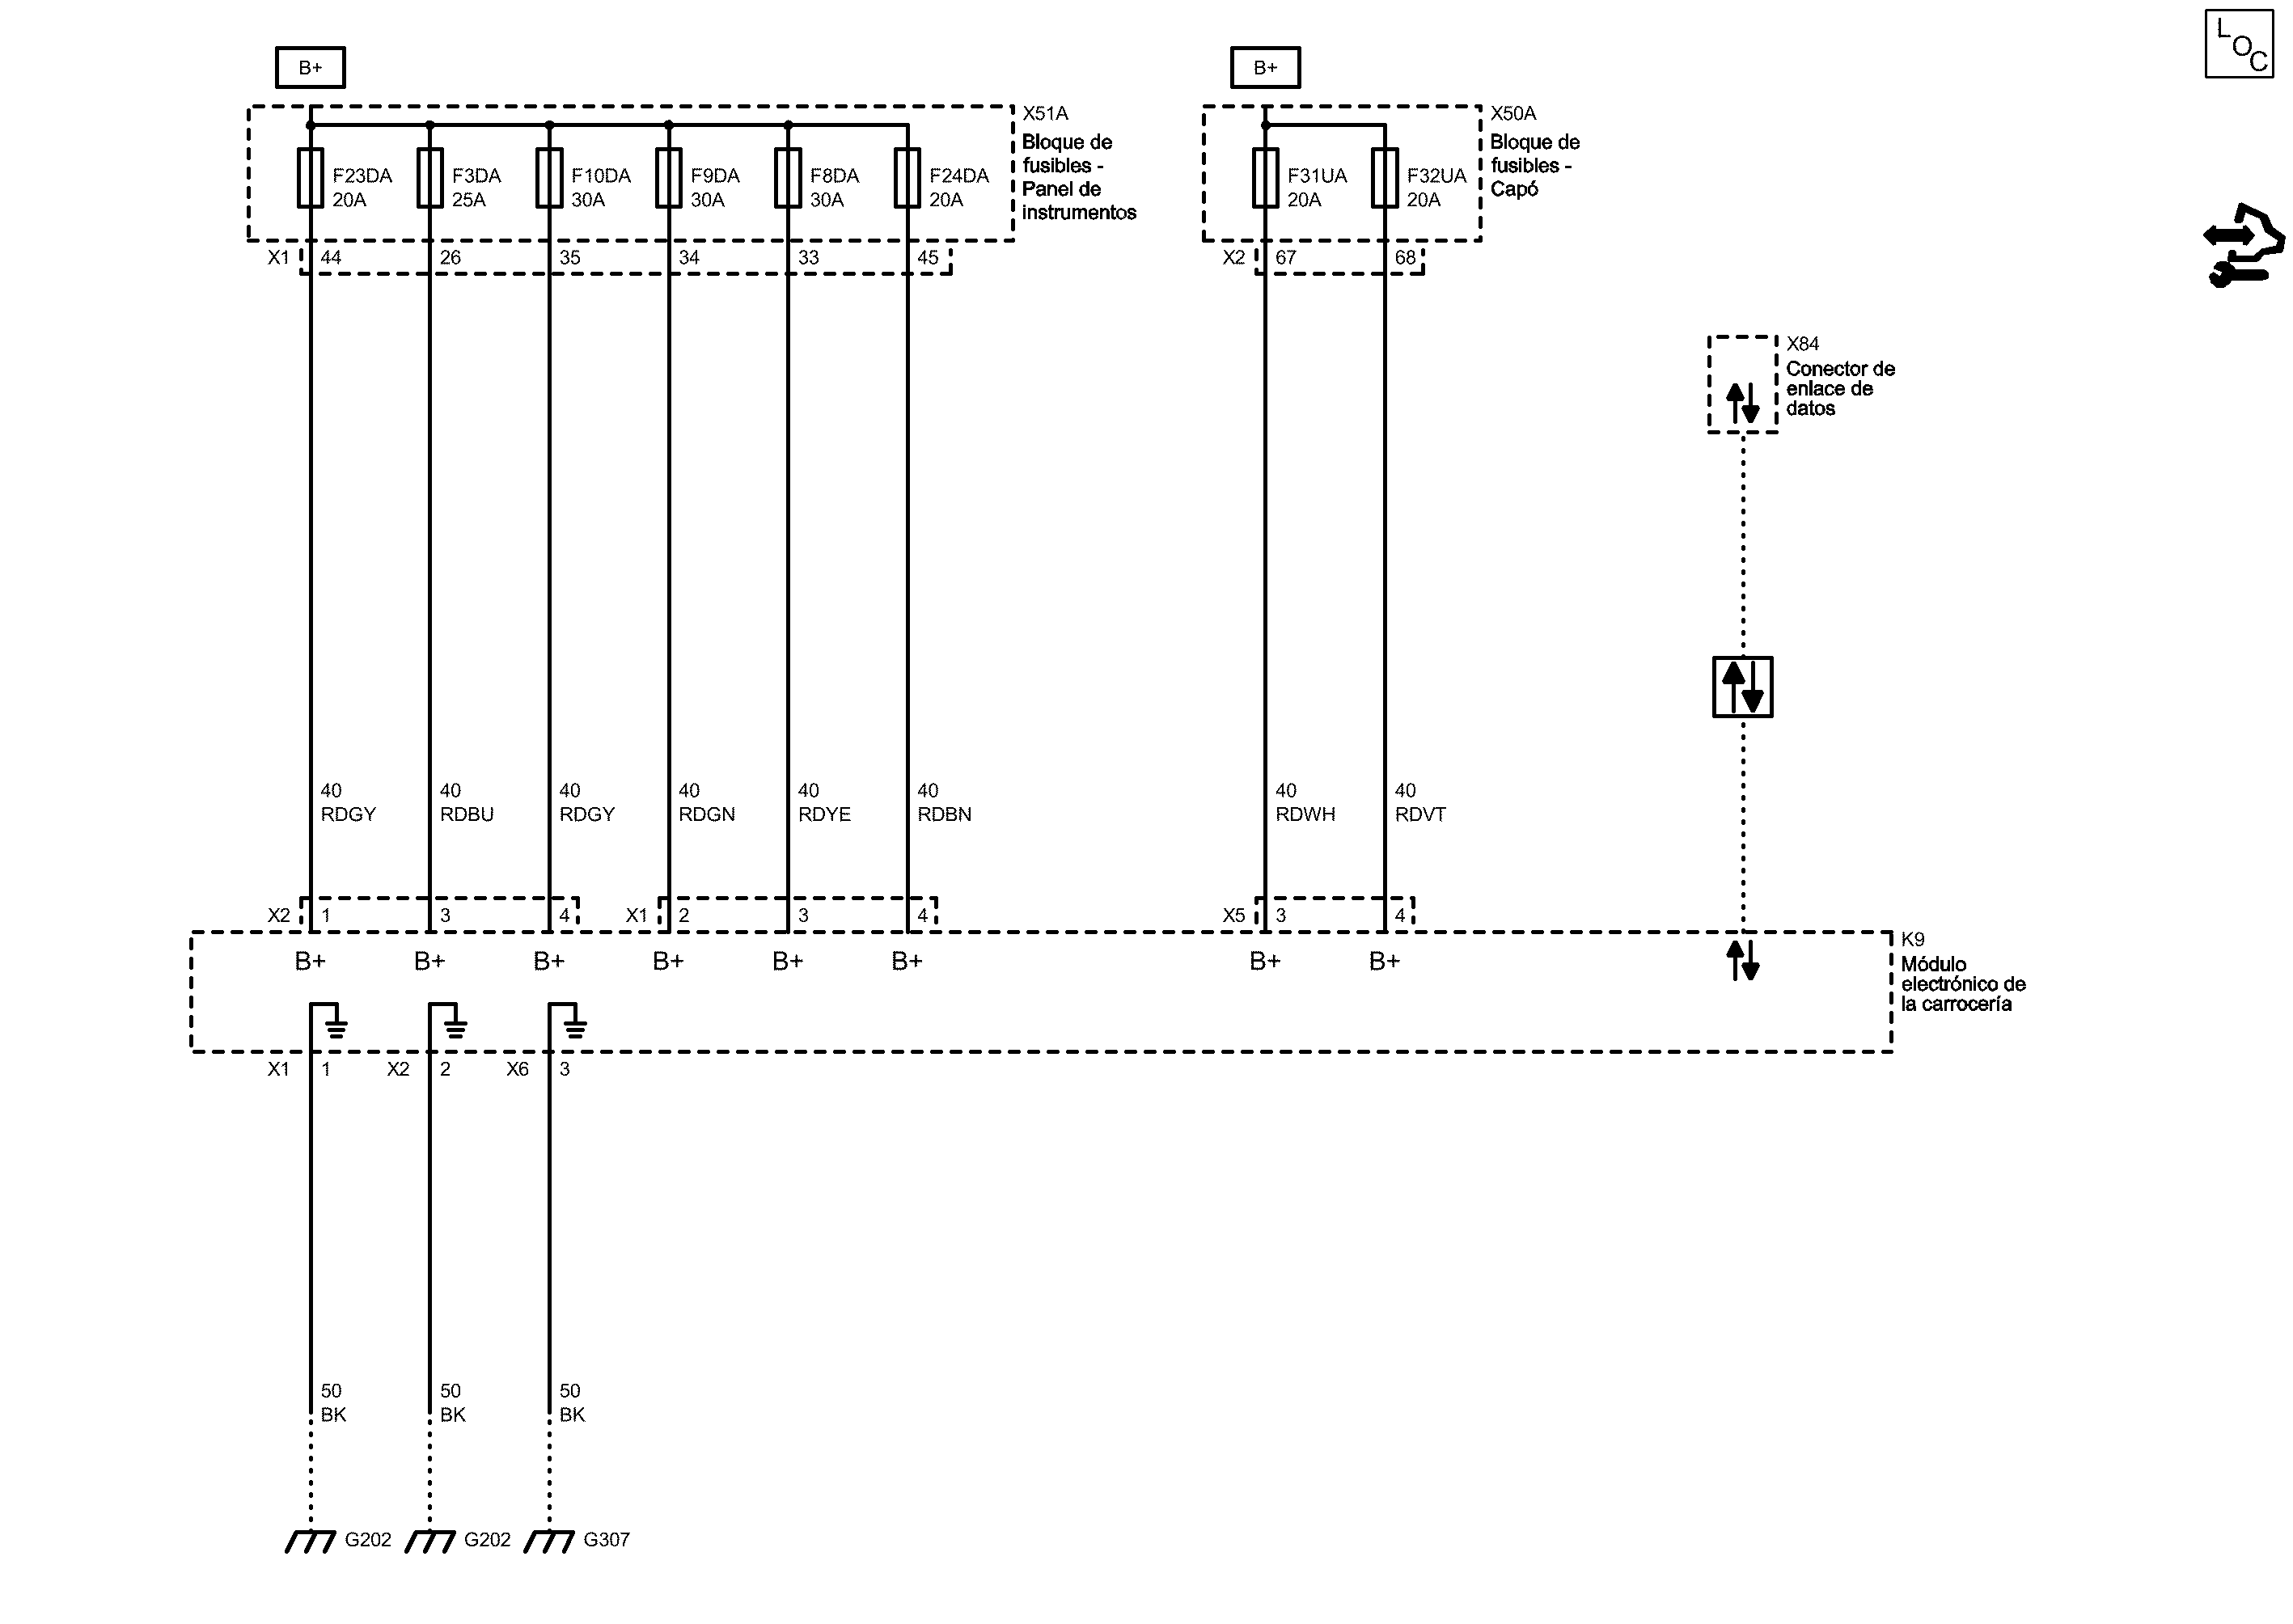 LOC
B+
B+
X51A
Bloque de
fusibles -
Panel de
instrumentos
F23DA
20A
F3DA
25A
F10DA
30A
F9DA
30A
F8DA
30A
F24DA
20A
X50A
Bloque de
fusibles -
Capó
F31UA
20A
F32UA
20A
X1 44 26 35 34 33 45
X2 67 68
X84
Conector de
enlace de
datos
40 40 40 40 40 40 40 40
RDGY RDBU RDGY RDGN RDYE RDBN RDWH RDVT
X2 1 3 4 X1 2 3 4 X5 3 4
B+ B+ B+ B+ B+ B+ B+ B+
K9
Módulo
electrónico de
la carrocería
X1 1 X2 2 X6 3
50 50 50
BK BK BK
G202 G202 G307